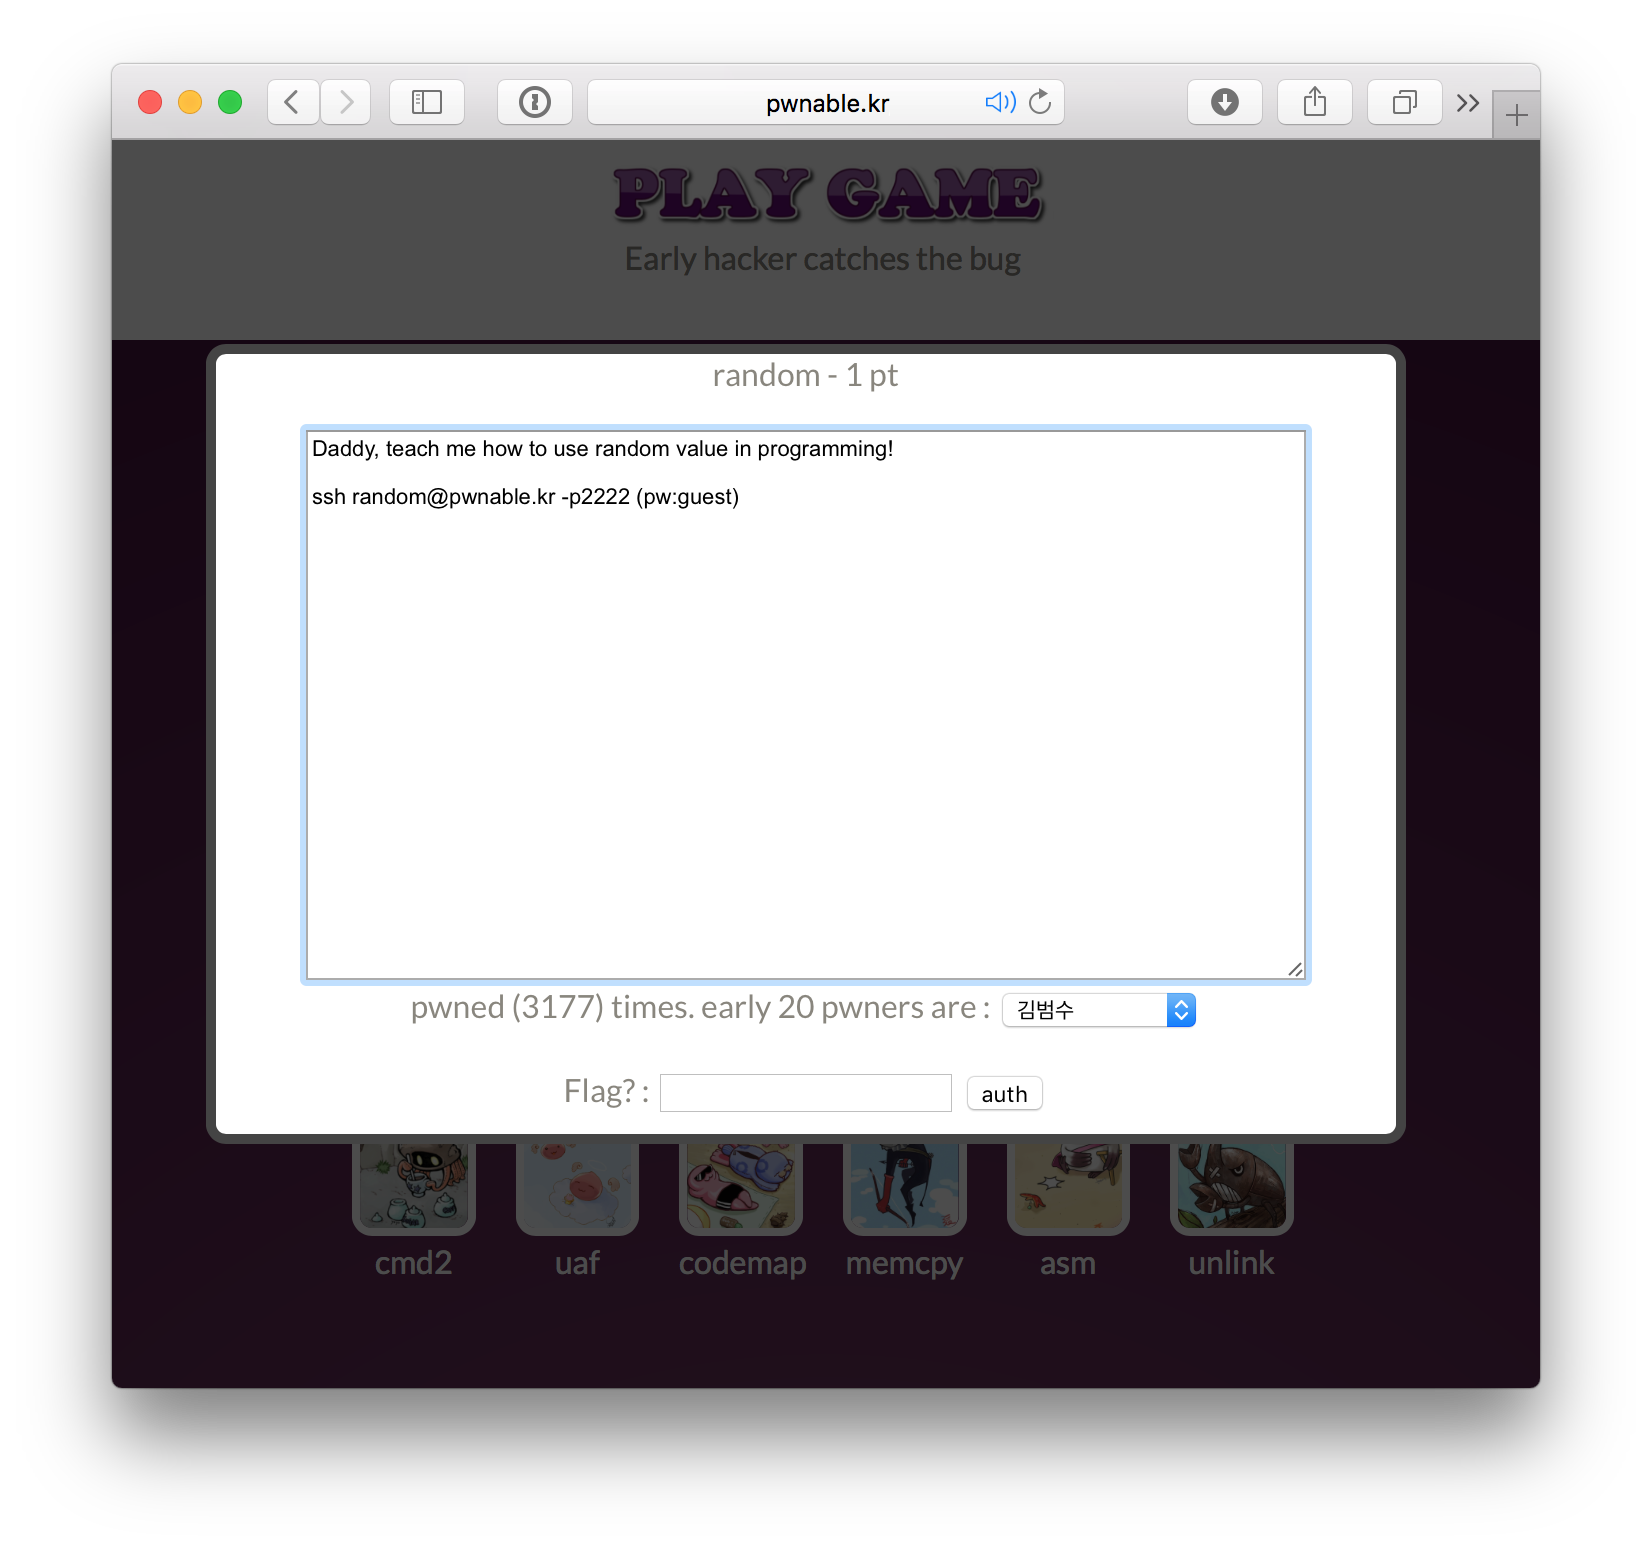 pwnable.kr
PLAY GAME
Early hacker catches the bug
random - 1 pt
Daddy, teach me how to use random value in programming!
ssh random@pwnable.kr -p2222 (pw:guest)
pwned (3177) times. early 20 pwners are : 김범수
Flag? : auth
cmd2 uaf codemap memcpy asm unlink